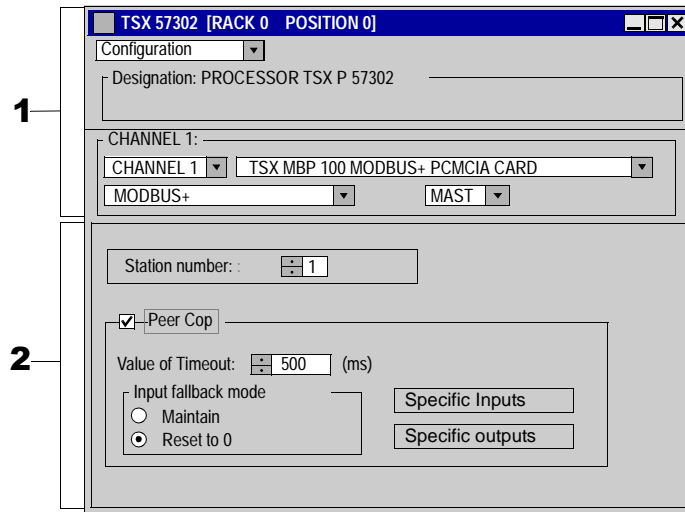 TSX 57302 [RACK 0 POSITION 0]
Configuration
Designation: PROCESSOR TSX P 57302
1
CHANNEL 1:
CHANNEL 1 TSX MBP 100 MODBUS+ PCMCIA CARD
MODBUS+ MAST
Station number: : 1
Peer Cop
2
Value of Timeout: 500 (ms)
Input fallback mode
Specific Inputs
Maintain
Reset to 0
Specific outputs